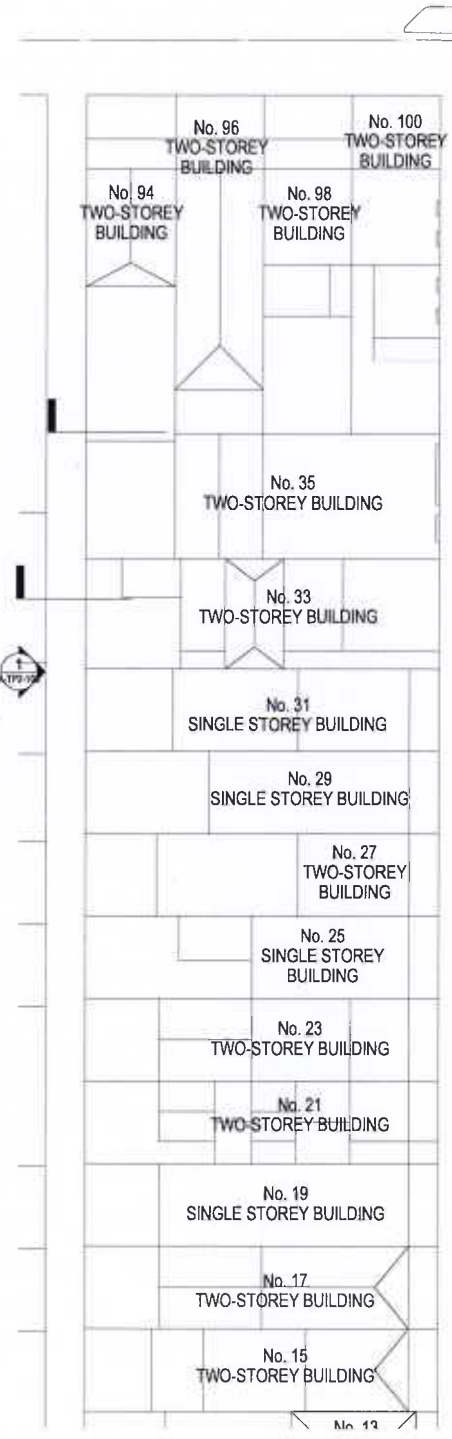 No. 96
TWO-STOREY
BUILDING
No. 100
TWO-STOREY
BUILDING
No. 94
TWO-STOREY
BUILDING
No. 98
TWO-STOREY
BUILDING
No. 35
TWO-STOREY BUILDING
No. 33
TWO-STOREY BUILDING
1
No. 31
SINGLE STOREY BUILDING
No. 29
SINGLE STOREY BUILDING
No. 27
TWO-STOREY
BUILDING
No. 25
SINGLE STOREY
BUILDING
No. 23
TWO-STOREY BUILDING
No. 21
TWO-STOREY BUILDING
No. 19
SINGLE STOREY BUILDING
No. 17
TWO-STOREY BUILDING
No. 15
TWO-STOREY BUILDING
No. 13